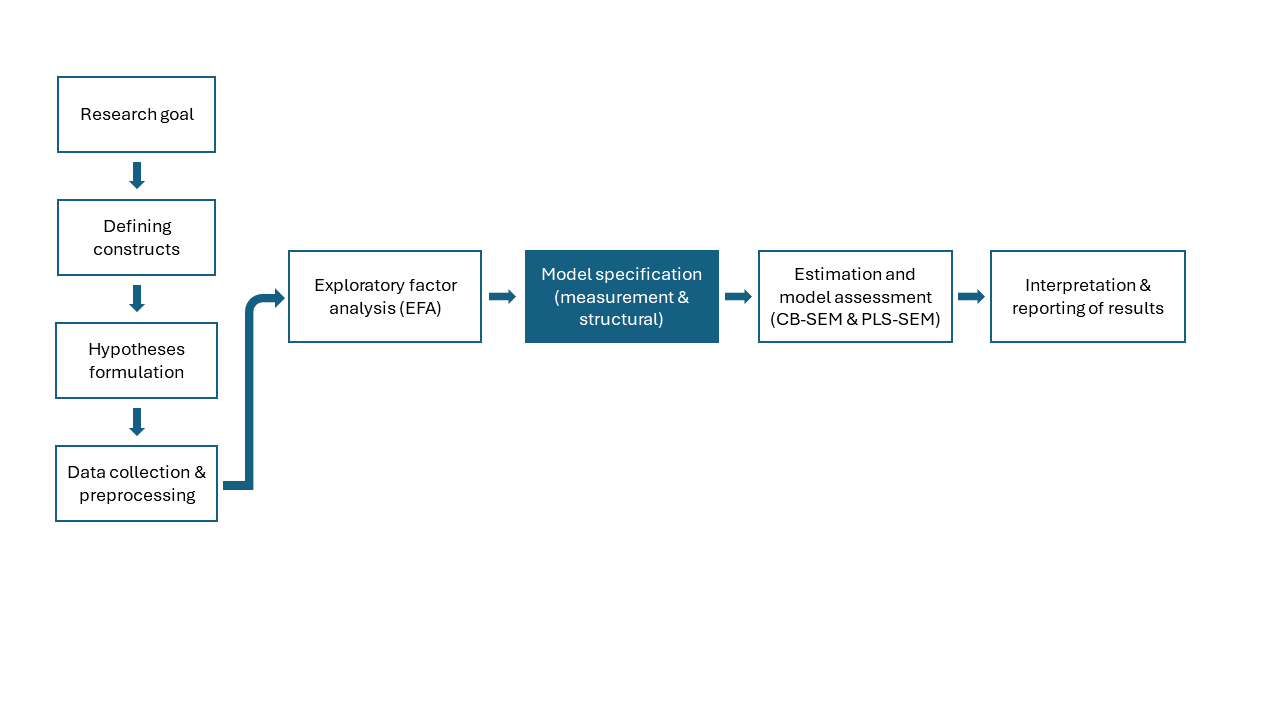 Research goal
Defining
constructs
Hypotheses
formulation
Data collection &
preprocessing
Exploratory factor
analysis (EFA)
Model specification
(measurement &
structural)
Estimation and
model assessment
(CB-SEM & PLS-SEM)
Interpretation &
reporting of results